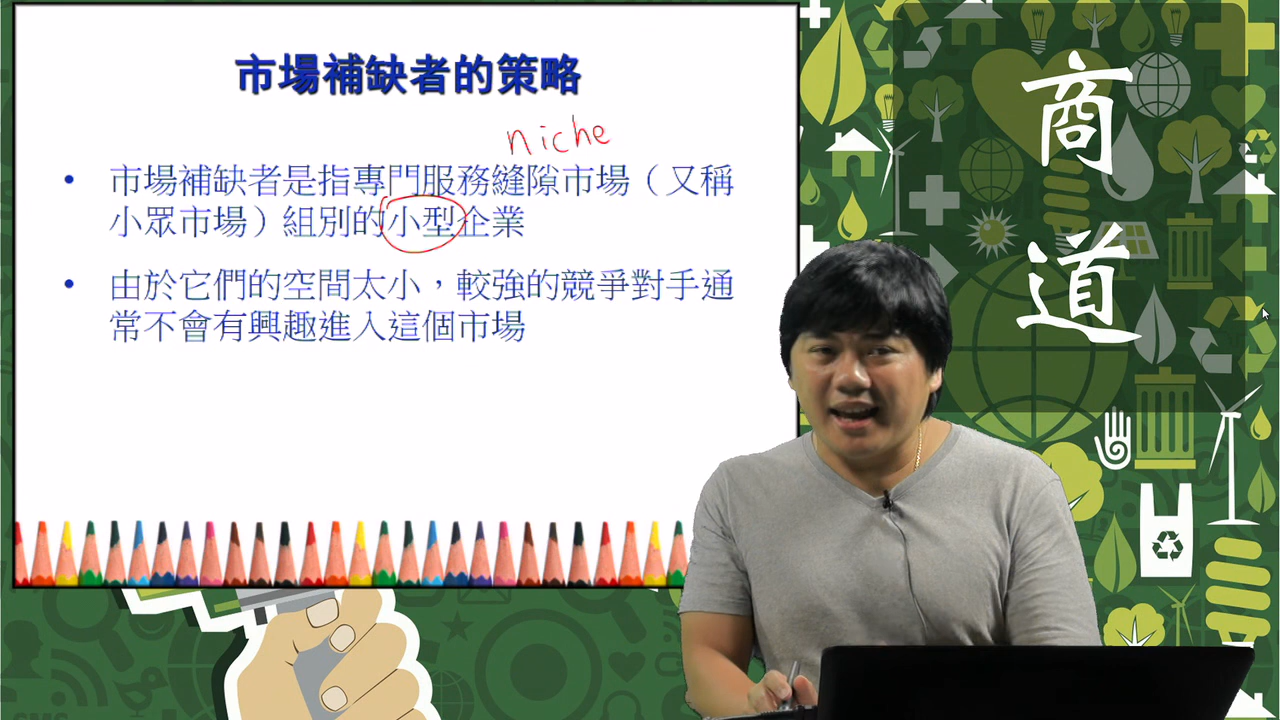 市場補缺者的策略
niche
• 市場補缺者是指專門服務縫隙市場（又稱
小眾市場）組別的小型企業
• 由於它們的空間太小，較強的競爭對手通
常不會有興趣進入這個市場
商
道
SMS